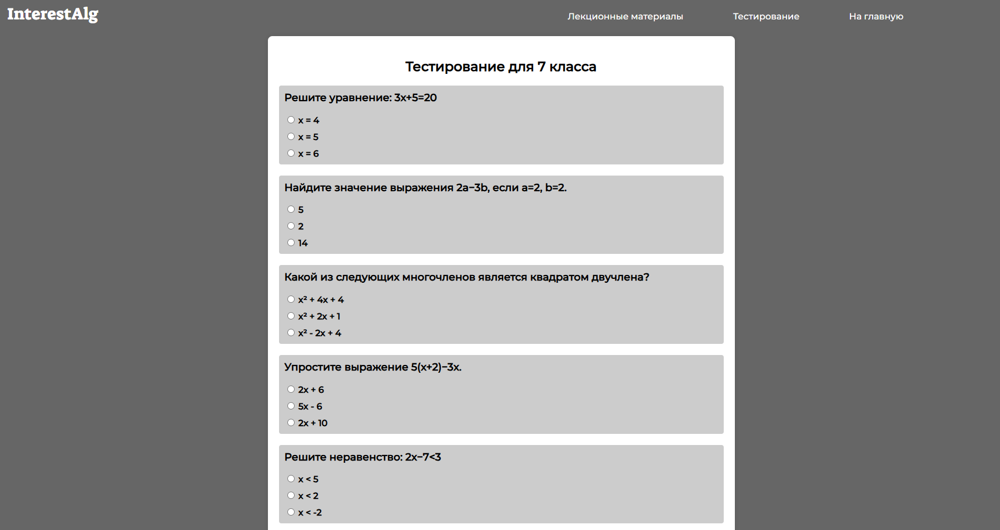 InterestAlg
Лекционные материалы
Тестирование
На главную
Тестирование для 7 класса
Решите уравнение: 3x+5=20
x = 4
x = 5
x = 6
Найдите значение выражения 2a−3b, если a=2, b=2.
5
2
14
Какой из следующих многочленов является квадратом двучлена?
x² + 4x + 4
x² + 2x + 1
x² - 2x + 4
Упростите выражение 5(x+2)−3x.
2x + 6
5x - 6
2x + 10
Решите неравенство: 2x−7<3
x < 5
x < 2
x < -2